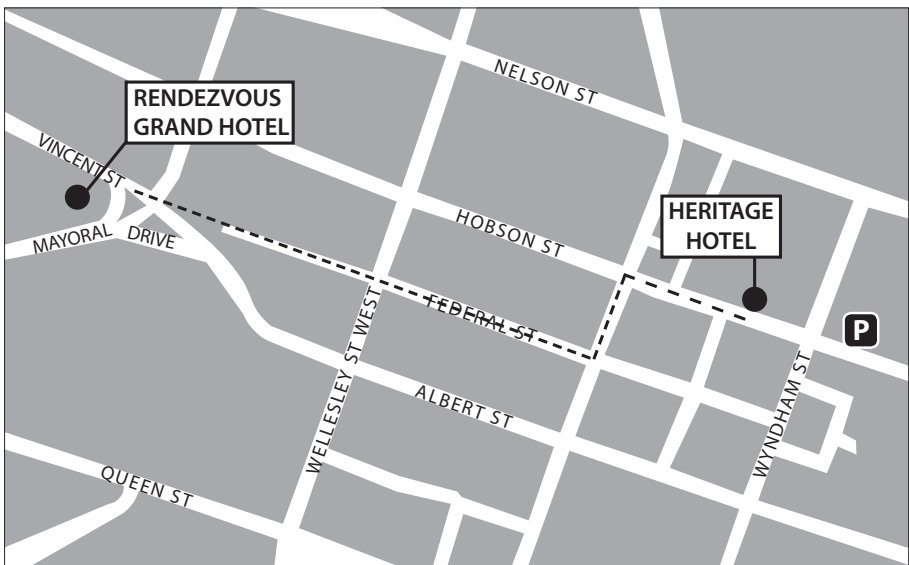 NELSON ST
RENDEZVOUS
GRAND HOTEL
VINCENT ST
HERITAGE
HOTEL
HOBSON ST
MAYORAL DRIVE
FEDERAL ST
P
WELLESLEY ST WEST
ALBERT ST
WYNDHAM ST
QUEEN ST